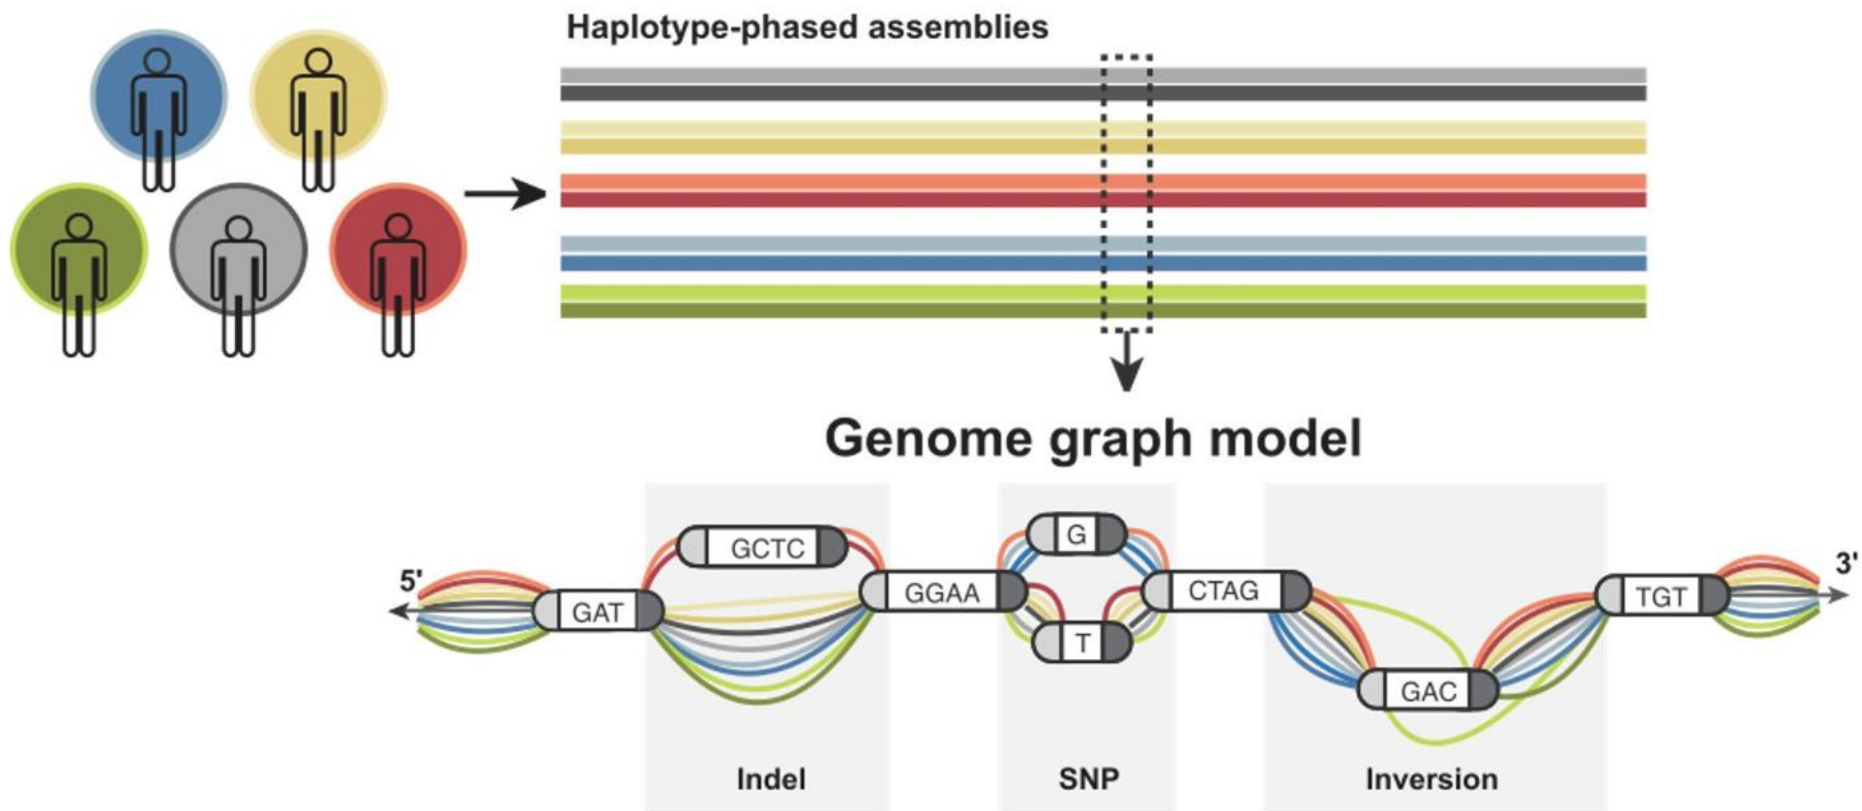 Haplotype-phased assemblies
Genome graph model
5'
GAT
GCTC
GGAA
G
T
CTAG
GAC
TGT
3'
Indel
SNP
Inversion